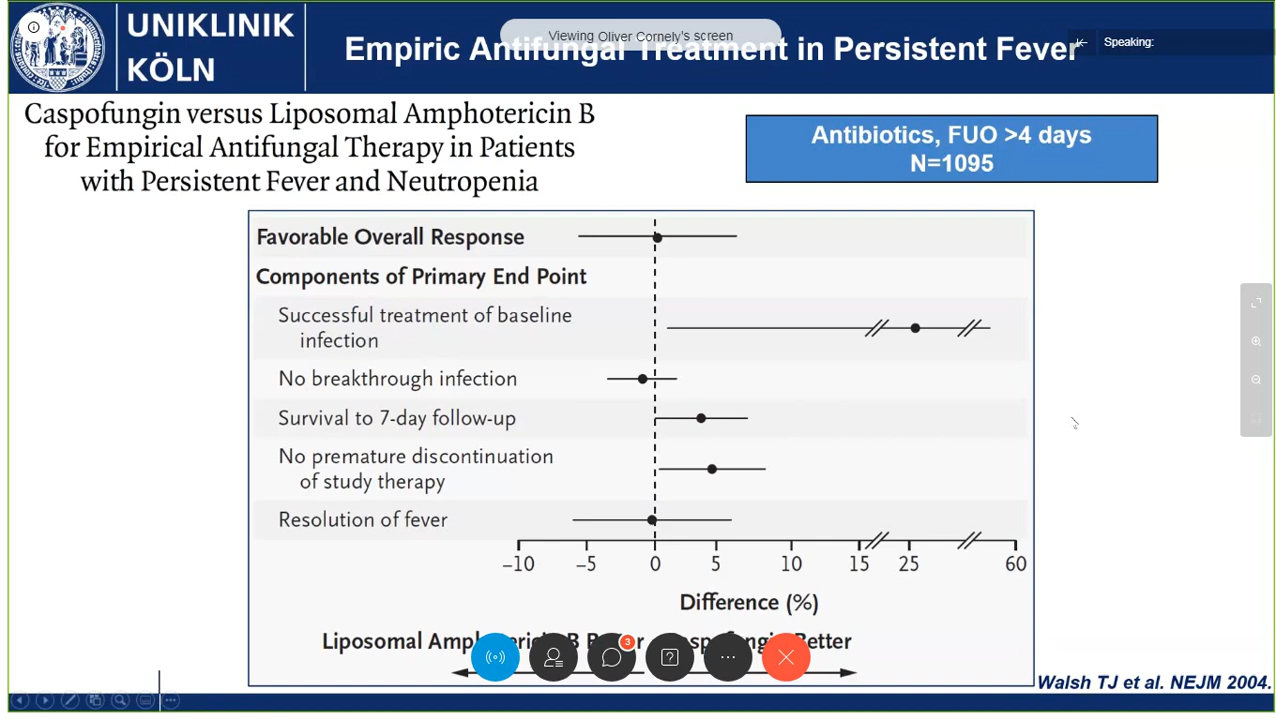 UNIKLINIK
KÖLN
Viewing Oliver Cornely's screen
Empiric Antifungal Treatment in Persistent Fever
Speaking:
Caspofungin versus Liposomal Amphotericin B
for Empirical Antifungal Therapy in Patients
with Persistent Fever and Neutropenia
Antibiotics, FUO >4 days
N=1095
Favorable Overall Response
Components of Primary End Point
Successful treatment of baseline
infection
No breakthrough infection
Survival to 7-day follow-up
No premature discontinuation
of study therapy
Resolution of fever
–10 –5 0 5 10 15 25 60
Difference (%)
Liposomal B Better
3
Walsh TJ et al. NEJM 2004.